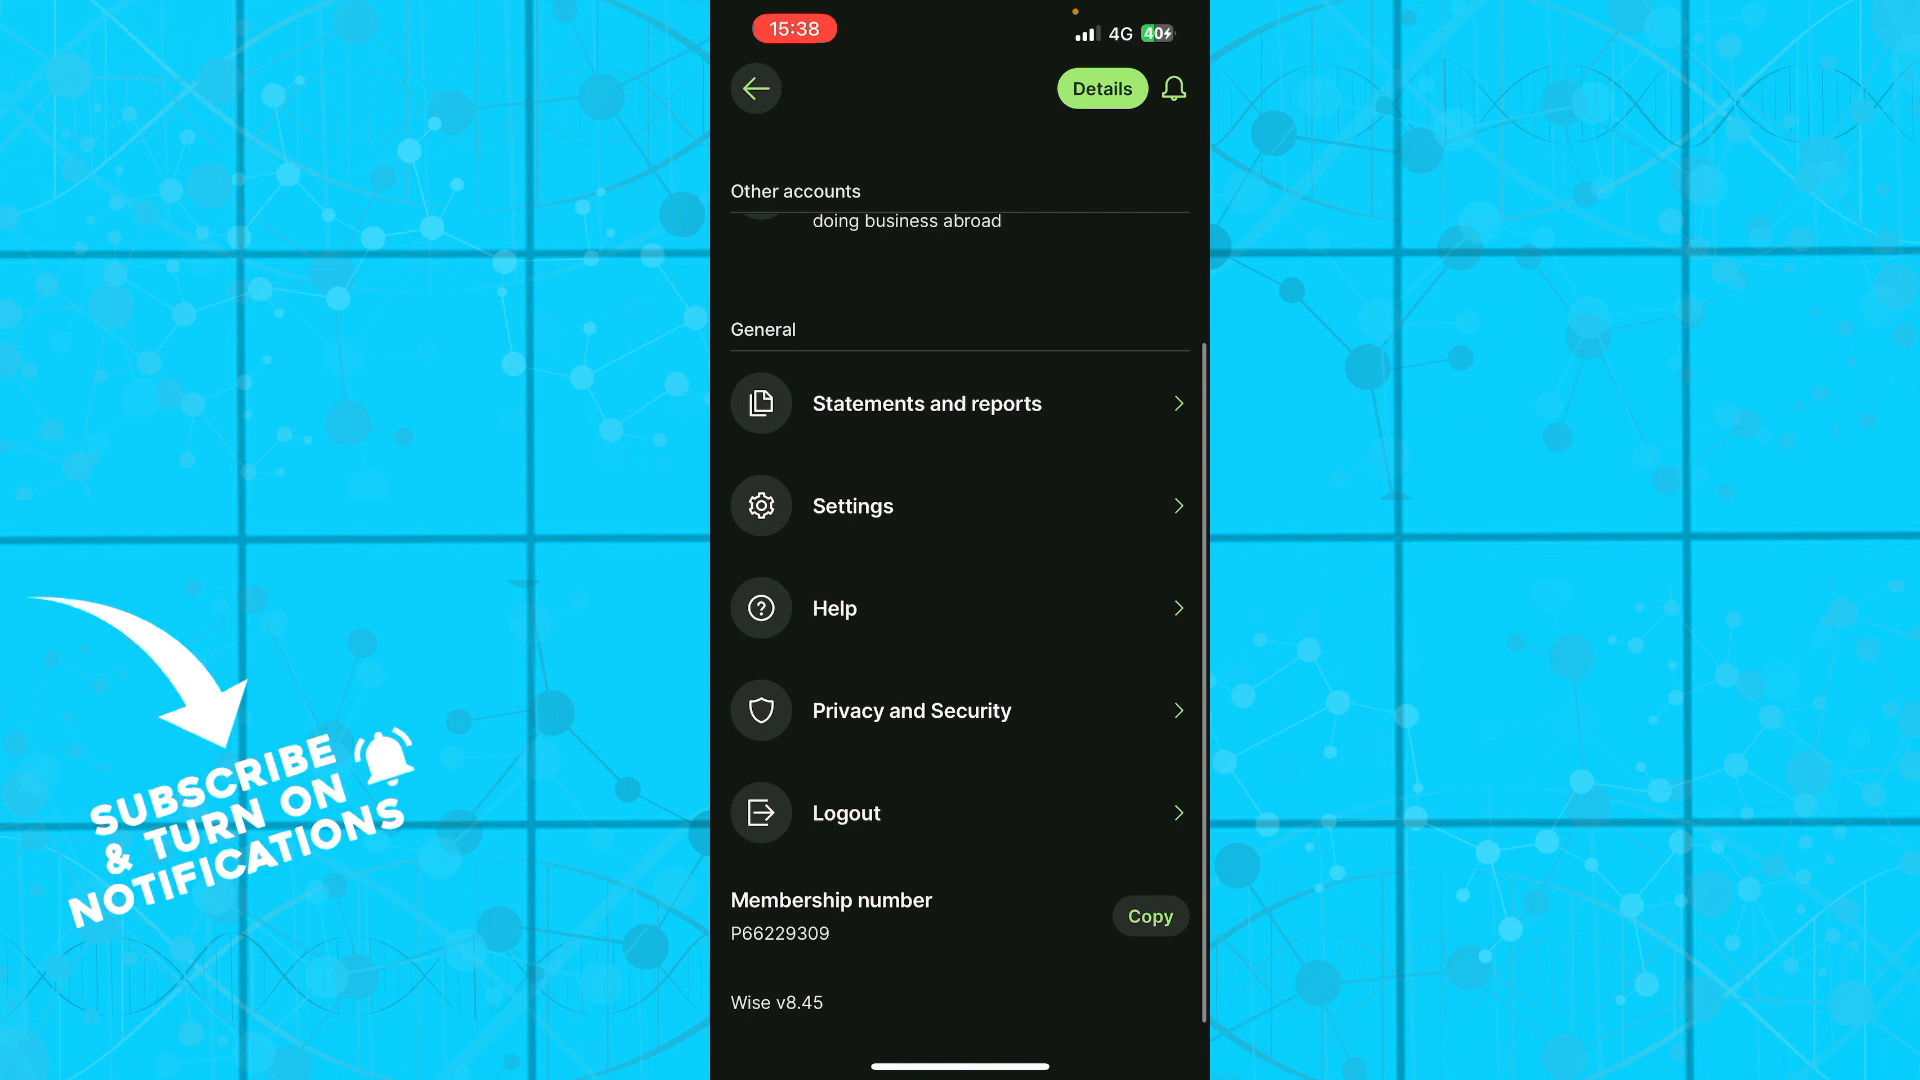 15:38
4G
40
Details
Other accounts
doing business abroad
General
Statements and reports
Settings
Help
Privacy and Security
Logout
Membership number
P66229309
Copy
Wise v8.45
SUBSCRIBE
& TURN ON
NOTIFICATIONS